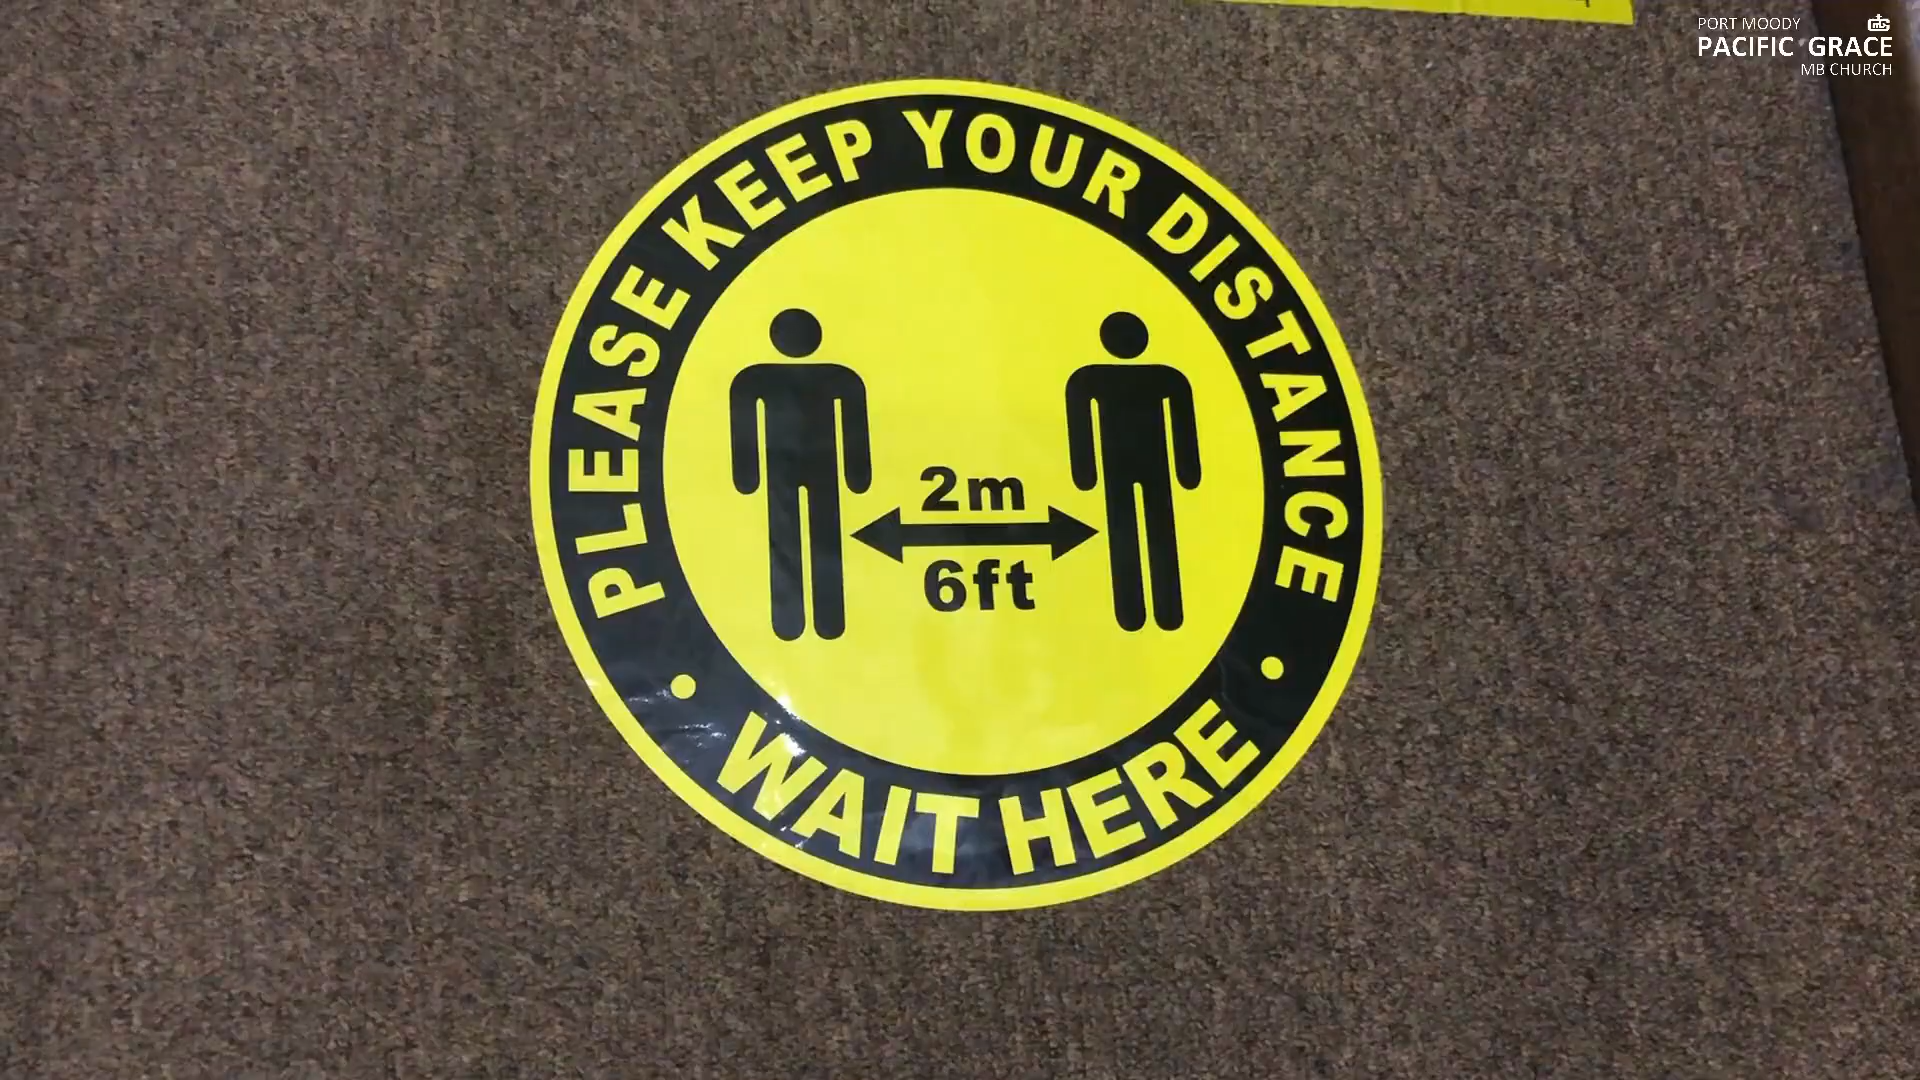 PORT MOODY
PACIFIC GRACE
MB CHURCH
PLEASE KEEP YOUR DISTANCE
2m
6ft
• WAIT HERE •